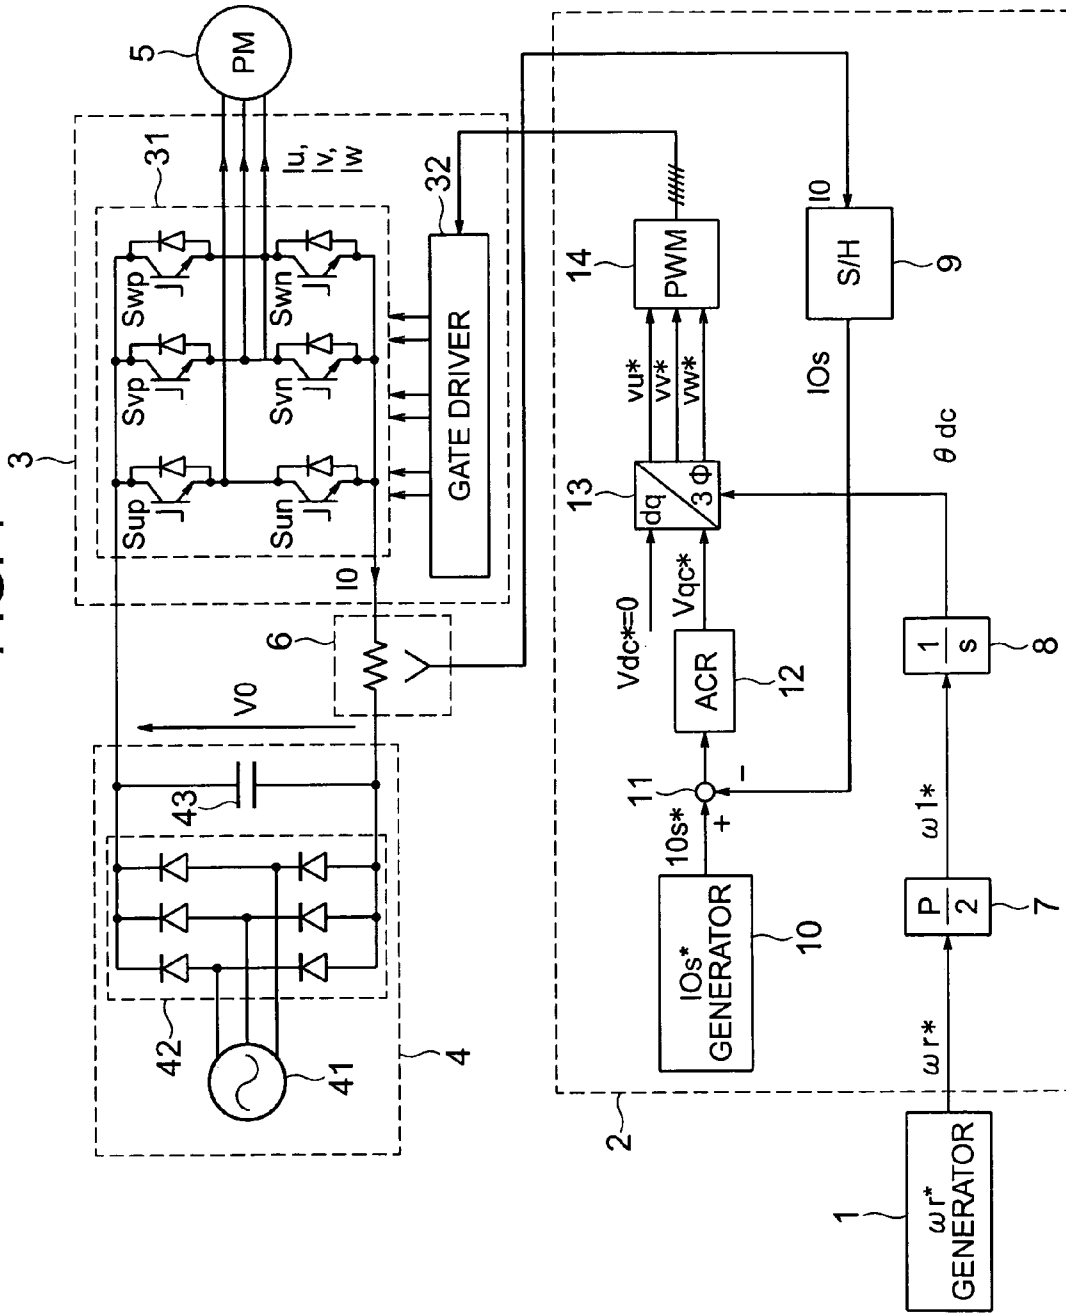 3
31
5
PM
Swp
Svp
Sup
Swn
Svn
Sun
Iu,
Iv,
Iw
32
GATE DRIVER
I0
6
V0
43
42
41
4
2
14
PWM
vu*
vv*
vw*
13
dq
3Φ
Vdc*=0
Vqc*
ACR
12
11
+
−
10s*
IOs*
GENERATOR
10
I0
S/H
9
IOs
θdc
1
s
8
ω1*
P
2
7
ωr*
1
ωr*
GENERATOR